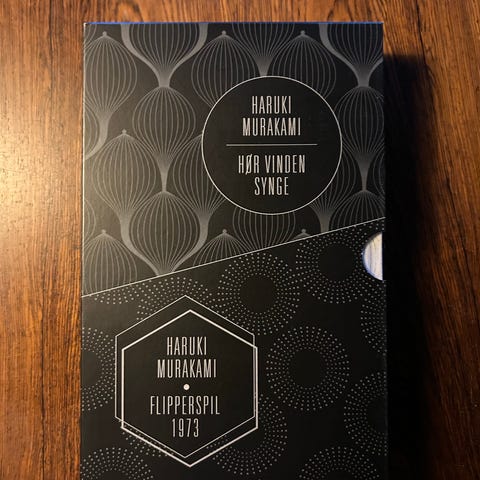 HARUKI
MURAKAMI
HØR VINDEN
SYNGE
HARUKI
MURAKAMI
•
FLIPPERSPIL
1973